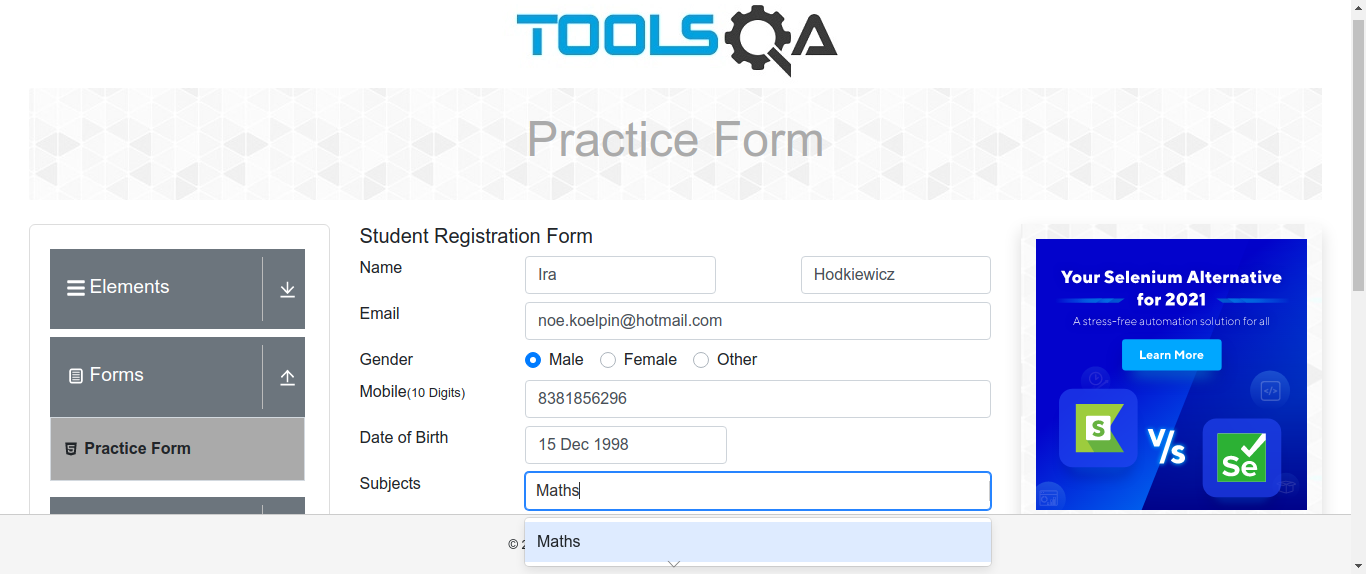 TOOLSQA
Practice Form
Elements
Forms
Practice Form
Student Registration Form
Name
Ira
Hodkiewicz
Email
noe.koelpin@hotmail.com
Gender
Male
Female
Other
Mobile(10 Digits)
8381856296
Date of Birth
15 Dec 1998
Subjects
Maths
Maths
©
Your Selenium Alternative
for 2021
A stress-free automation solution for all
Learn More
S
V/s
Se